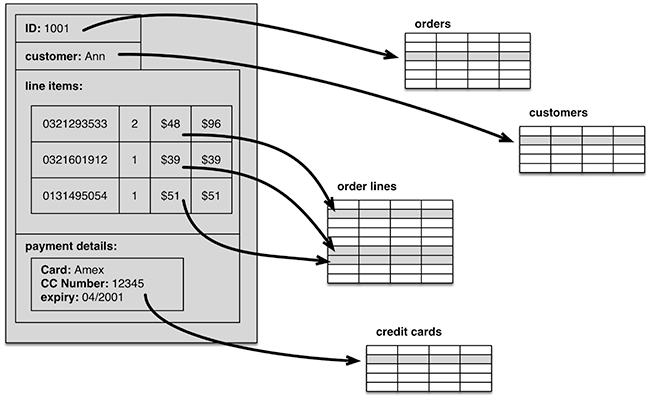 ID: 1001
customer: Ann
line items:
0321293533 2 $48 $96
0321601912 1 $39 $39
0131495054 1 $51 $51
payment details:
Card: Amex
CC Number: 12345
expiry: 04/2001
orders
customers
order lines
credit cards